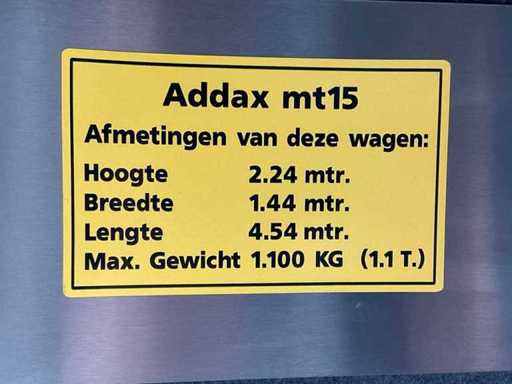 Addax mt15
Afmetingen van deze wagen:
Hoogte 2.24 mtr.
Breedte 1.44 mtr.
Lengte 4.54 mtr.
Max. Gewicht 1.100 KG (1.1 T.)